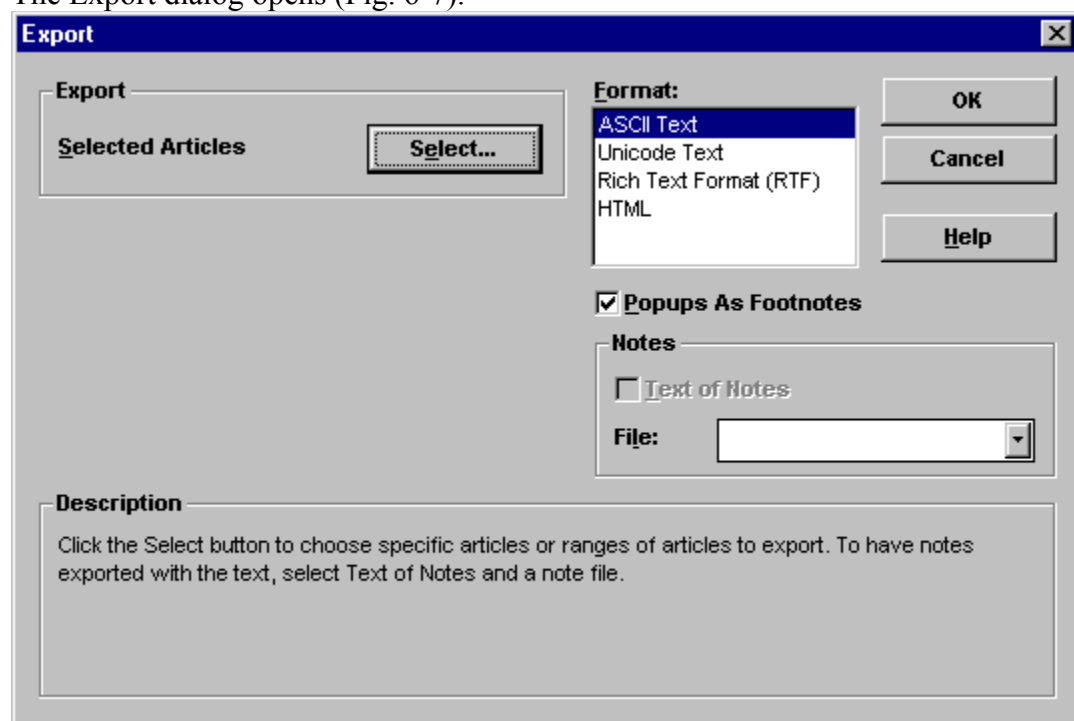 The Export dialog opens (Fig. 6-7).
Export
Export
Selected Articles
Select...
Format:
ASCII Text
Unicode Text
Rich Text Format (RTF)
HTML
OK
Cancel
Help
Popups As Footnotes
Notes
Text of Notes
File:
Description
Click the Select button to choose specific articles or ranges of articles to export. To have notes
exported with the text, select Text of Notes and a note file.